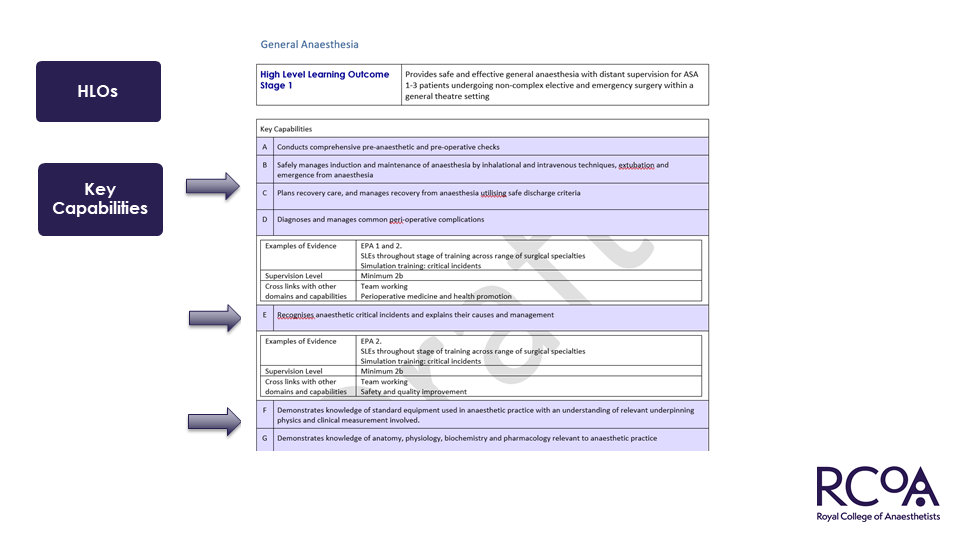 General Anaesthesia
HLOs
High Level Learning Outcome
Stage 1
Provides safe and effective general anaesthesia with distant supervision for ASA
1-3 patients undergoing non-complex elective and emergency surgery within a
general theatre setting
Key Capabilities
A Conducts comprehensive pre-anaesthetic and pre-operative checks
Key
Capabilities
B Safely manages induction and maintenance of anaesthesia by inhalational and intravenous techniques, extubation and
emergence from anaesthesia
C Plans recovery care, and manages recovery from anaesthesia utilising safe discharge criteria
D Diagnoses and manages common peri-operative complications
Examples of Evidence EPA 1 and 2.
SLEs throughout stage of training across range of surgical specialties
Simulation training: critical incidents
Supervision Level Minimum 2b
Cross links with other Team working
domains and capabilities Perioperative medicine and health promotion
E Recognises anaesthetic critical incidents and explains their causes and management
Examples of Evidence EPA 2.
SLEs throughout stage of training across range of surgical specialties
Simulation training: critical incidents
Supervision Level Minimum 2b
Cross links with other Team working
domains and capabilities Safety and quality improvement
F Demonstrates knowledge of standard equipment used in anaesthetic practice with an understanding of relevant underpinning
physics and clinical measurement involved.
G Demonstrates knowledge of anatomy, physiology, biochemistry and pharmacology relevant to anaesthetic practice
raft
RCOA
Royal College of Anaesthetists